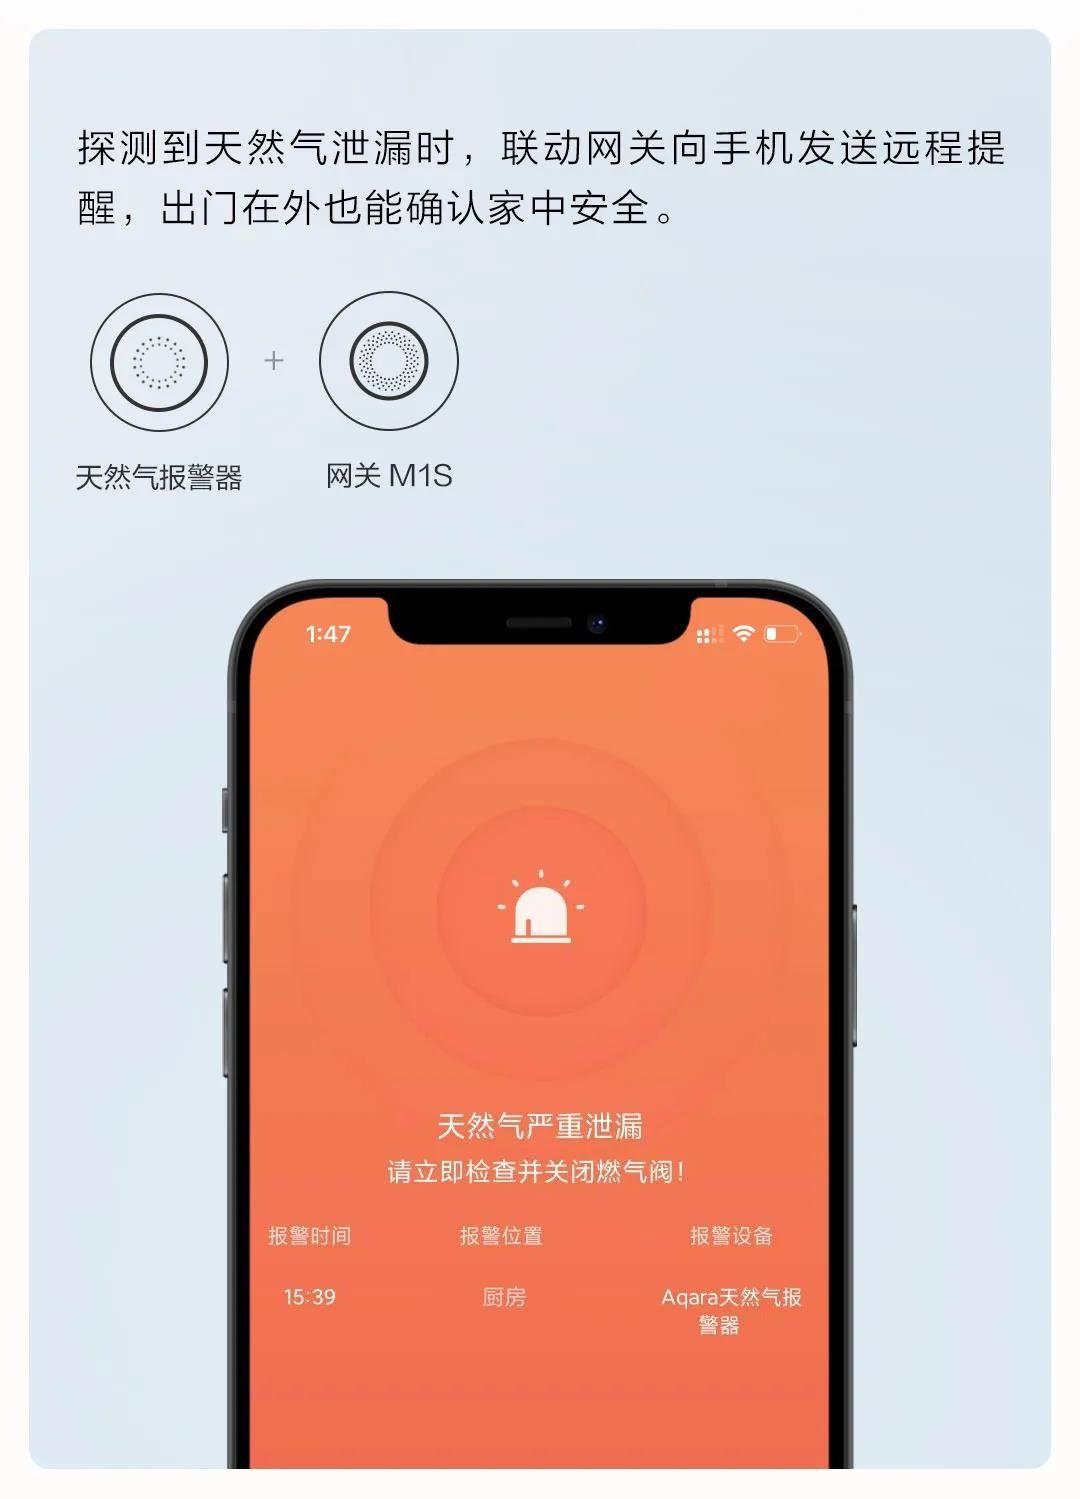 探测到天然气泄漏时，联动网关向手机发送远程提
醒，出门在外也能确认家中安全。
+
天然气报警器 网关 M1S
1:47
天然气严重泄漏
请立即检查并关闭燃气阀！
报警时间 报警位置 报警设备
15:39 厨房 Aqara天然气报
警器